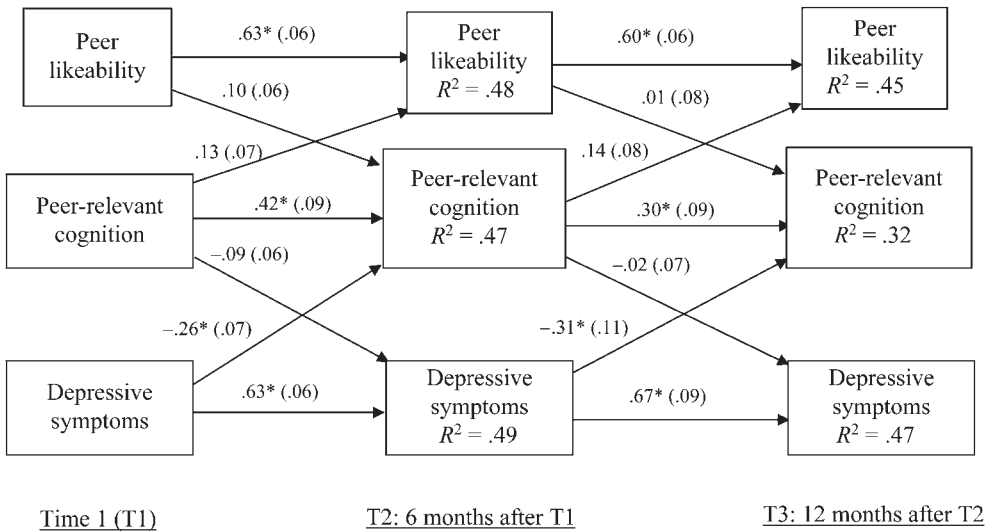 Peer
likeability
.63* (.06)
Peer
likeability
R² = .48
.60* (.06)
Peer
likeability
R² = .45
.10 (.06)
.01 (.08)
.13 (.07)
.14 (.08)
Peer-relevant
cognition
.42* (.09)
Peer-relevant
cognition
R² = .47
.30* (.09)
Peer-relevant
cognition
R² = .32
–.09 (.06)
–.02 (.07)
–.26* (.07)
–.31* (.11)
Depressive
symptoms
.63* (.06)
Depressive
symptoms
R² = .49
.67* (.09)
Depressive
symptoms
R² = .47
Time 1 (T1)
T2: 6 months after T1
T3: 12 months after T2